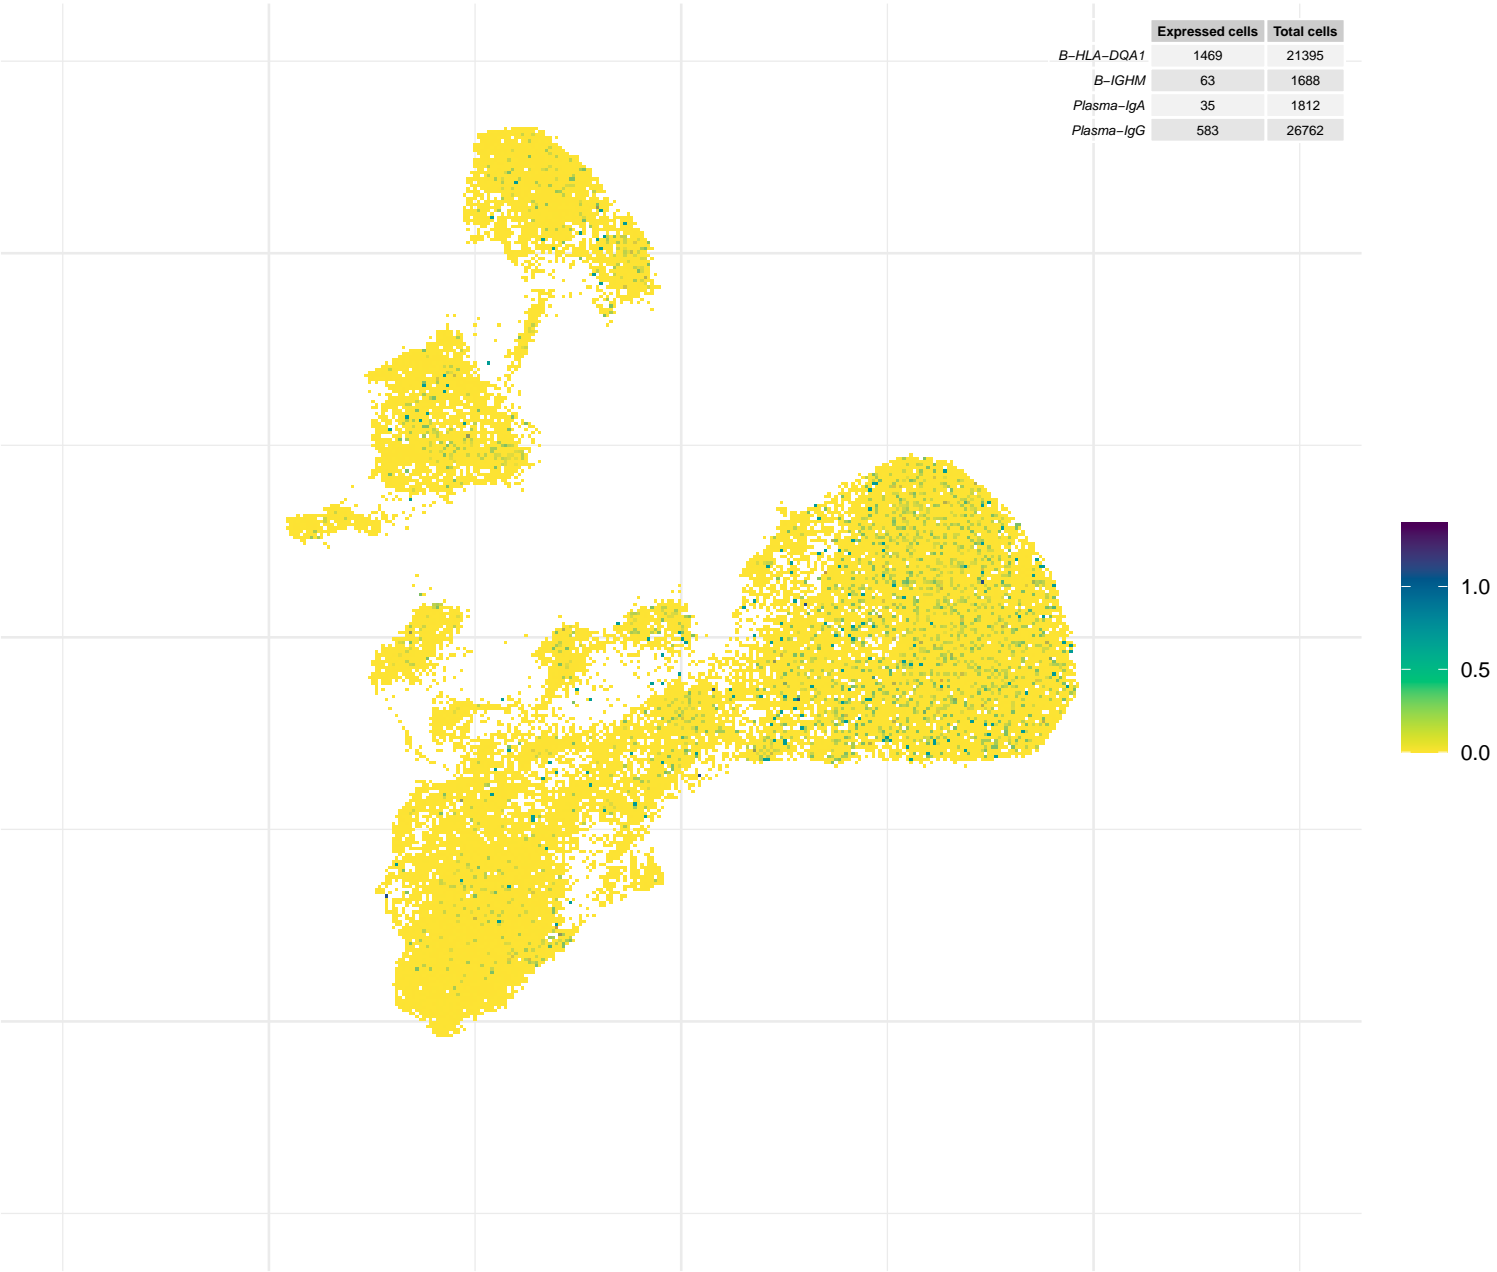 Expressed cells Total cells
B−HLA−DQA1 1469 21395
B−IGHM 63 1688
Plasma−IgA 35 1812
Plasma−IgG 583 26762
1.0
0.5
0.0